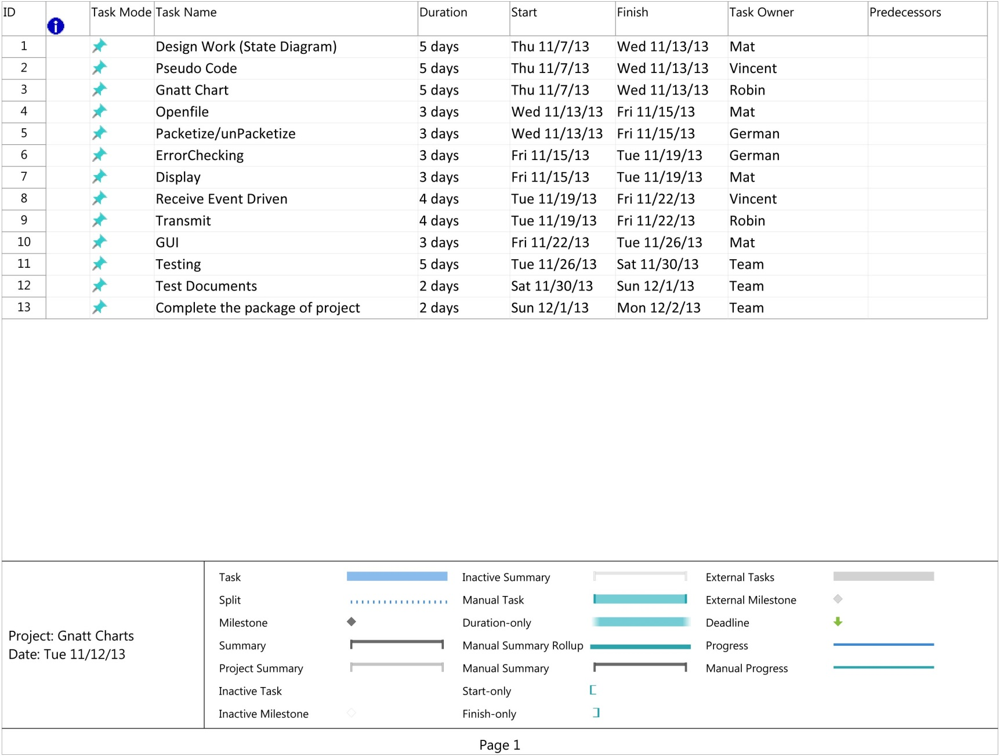 ID Task Mode Task Name Duration Start Finish Task Owner Predecessors
1 Design Work (State Diagram) 5 days Thu 11/7/13 Wed 11/13/13 Mat
2 Pseudo Code 5 days Thu 11/7/13 Wed 11/13/13 Vincent
3 Gnatt Chart 5 days Thu 11/7/13 Wed 11/13/13 Robin
4 Openfile 3 days Wed 11/13/13 Fri 11/15/13 Mat
5 Packetize/unPacketize 3 days Wed 11/13/13 Fri 11/15/13 German
6 ErrorChecking 3 days Fri 11/15/13 Tue 11/19/13 German
7 Display 3 days Fri 11/15/13 Tue 11/19/13 Mat
8 Receive Event Driven 4 days Tue 11/19/13 Fri 11/22/13 Vincent
9 Transmit 4 days Tue 11/19/13 Fri 11/22/13 Robin
10 GUI 3 days Fri 11/22/13 Tue 11/26/13 Mat
11 Testing 5 days Tue 11/26/13 Sat 11/30/13 Team
12 Test Documents 2 days Sat 11/30/13 Sun 12/1/13 Team
13 Complete the package of project 2 days Sun 12/1/13 Mon 12/2/13 Team
Project: Gnatt Charts
Date: Tue 11/12/13
Task Inactive Summary External Tasks
Split Manual Task External Milestone
Milestone Duration-only Deadline
Summary Manual Summary Rollup Progress
Project Summary Manual Summary Manual Progress
Inactive Task Start-only
Inactive Milestone Finish-only
Page 1